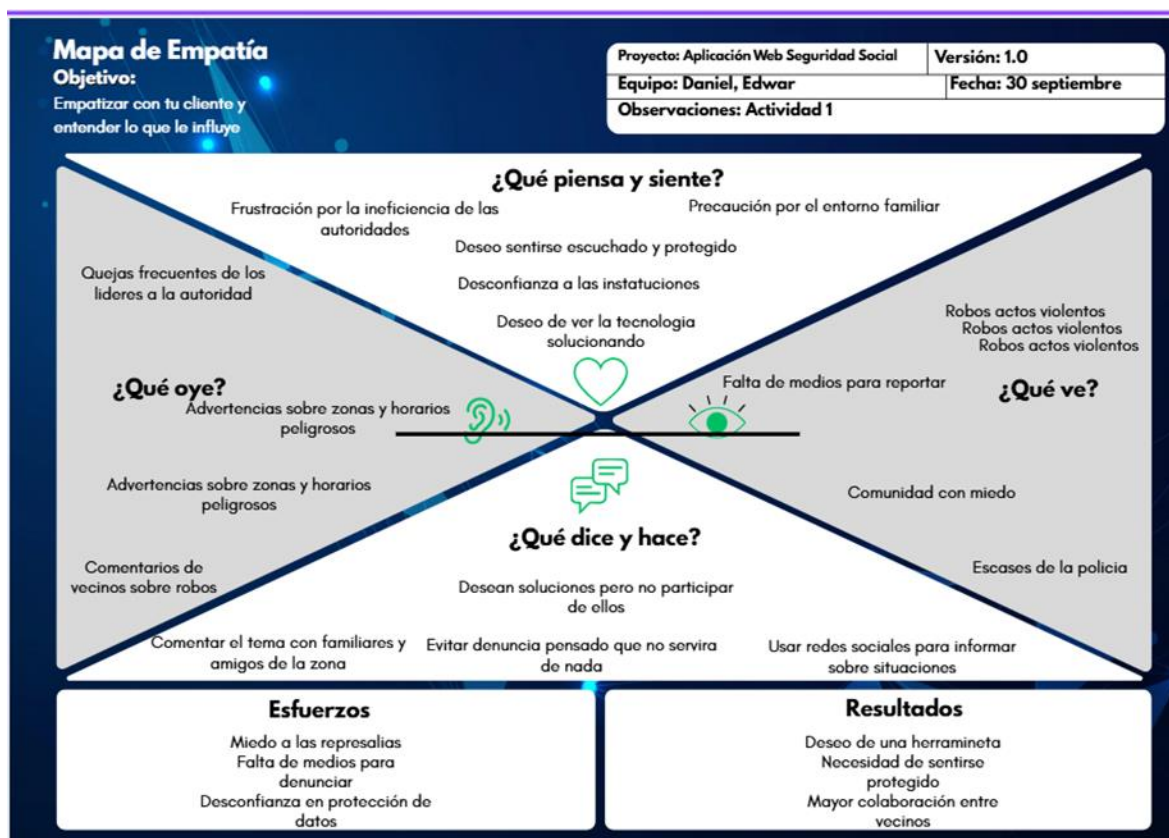 Mapa de Empatía
Objetivo:
Empatizar con tu cliente y
entender lo que le influye
Proyecto: Aplicación Web Seguridad Social
Versión: 1.0
Equipo: Daniel, Edwar
Fecha: 30 septiembre
Observaciones: Actividad 1
¿Qué piensa y siente?
Frustración por la ineficiencia de las
autoridades
Precaución por el entorno familiar
Deseo sentirse escuchado y protegido
Desconfianza a las instatuciones
Deseo de ver la tecnologia
solucionando
Quejas frecuentes de los
lideres a la autoridad
¿Qué oye?
Advertencias sobre zonas y horarios
peligrosos
Advertencias sobre zonas y horarios
peligrosos
Comentarios de
vecinos sobre robos
Robos actos violentos
Robos actos violentos
Robos actos violentos
Falta de medios para reportar
¿Qué ve?
Comunidad con miedo
Escases de la policia
¿Qué dice y hace?
Desean soluciones pero no participar
de ellos
Comentar el tema con familiares y
amigos de la zona
Evitar denuncia pensado que no servira
de nada
Usar redes sociales para informar
sobre situaciones
Esfuerzos
Miedo a las represalias
Falta de medios para
denunciar
Desconfianza en protección de
datos
Resultados
Deseo de una herramineta
Necesidad de sentirse
protegido
Mayor colaboración entre
vecinos